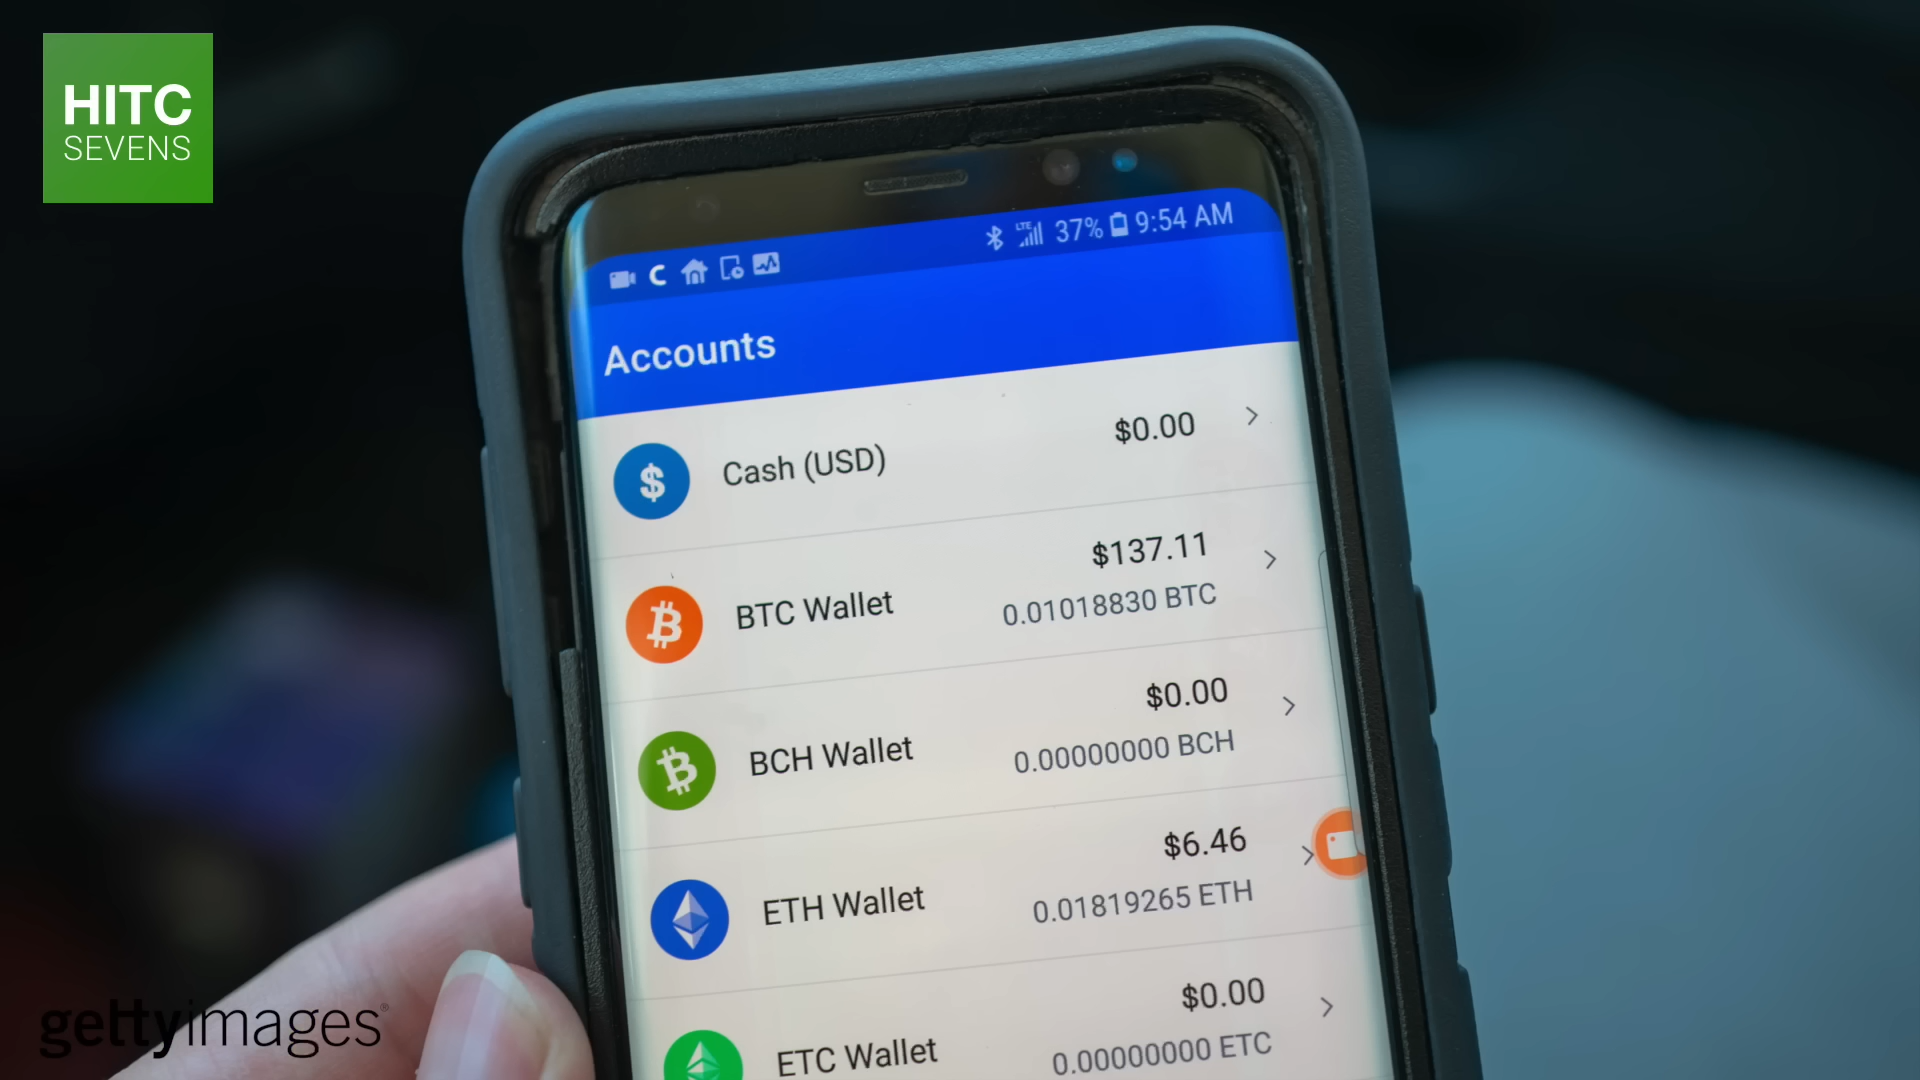 HITC
SEVENS
C
LTE 37% 9:54 AM
Accounts
$ Cash (USD) $0.00
BTC Wallet $137.11
0.01018830 BTC
BCH Wallet $0.00
0.00000000 BCH
ETH Wallet $6.46
0.01819265 ETH
ETC Wallet $0.00
0.00000000 ETC
gettyimages®